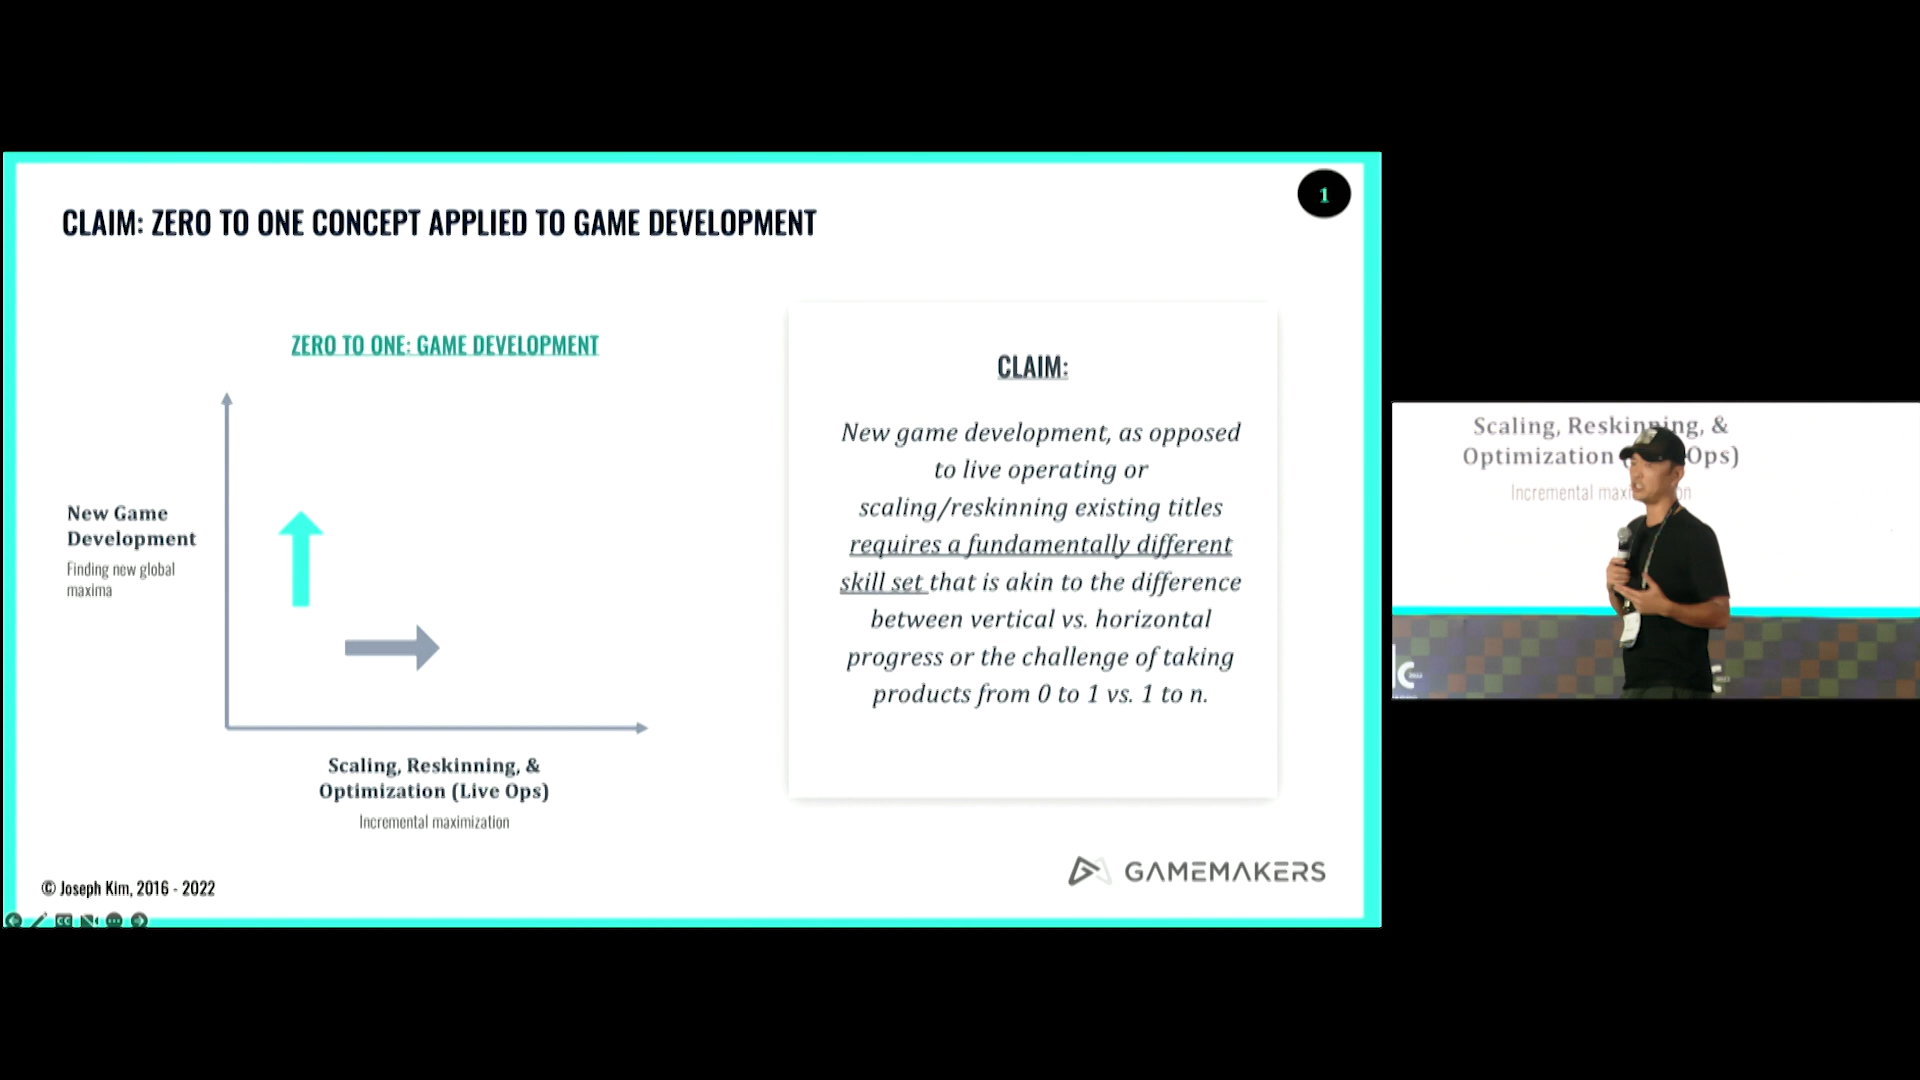 1
CLAIM: ZERO TO ONE CONCEPT APPLIED TO GAME DEVELOPMENT
ZERO TO ONE: GAME DEVELOPMENT
New Game
Development
Finding new global
maxima
Scaling, Reskinning, &
Optimization (Live Ops)
Incremental maximization
CLAIM:
New game development, as opposed
to live operating or
scaling/reskinning existing titles
requires a fundamentally different
skill set that is akin to the difference
between vertical vs. horizontal
progress or the challenge of taking
products from 0 to 1 vs. 1 to n.
© Joseph Kim, 2016 - 2022
GAMEMAKERS
CC
Scaling, Reskinning, &
Optimization Ops)
Incremental